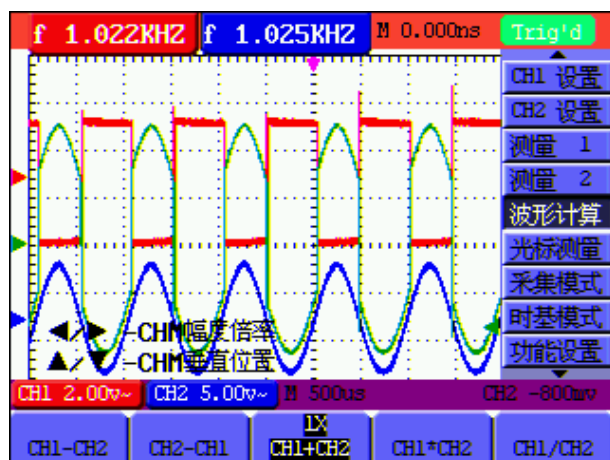 f 1.022KHZ f 1.025KHZ M 0.000ns Trig'd
CH1 设置
CH2 设置
测量 1
测量 2
波形计算
光标测量
采集模式
时基模式
功能设置
◀/▶ -CHM幅度倍率
▲/▼ -CHM垂直位置
CH1 2.00v~ CH2 5.00v~ M 500us CH2 -800mv
1X
CH1-CH2 CH2-CH1 CH1+CH2 CH1*CH2 CH1/CH2